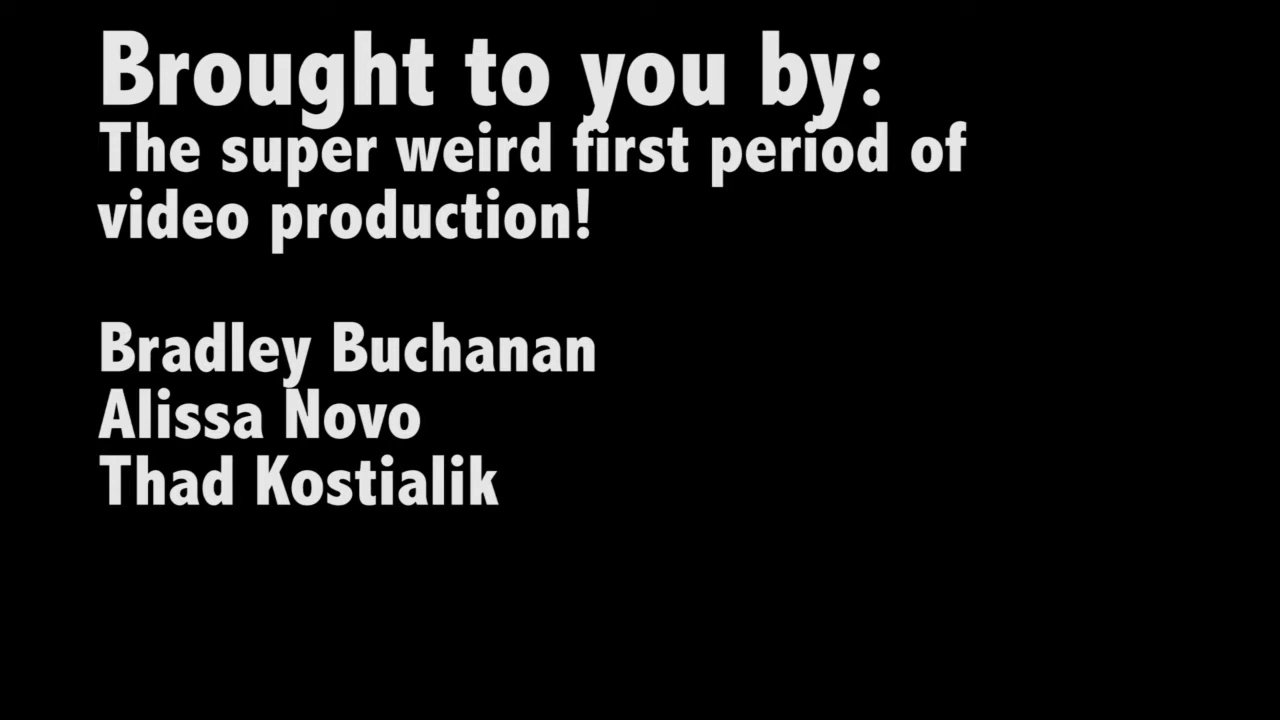 Brought to you by:
The super weird first period of
video production!
Bradley Buchanan
Alissa Novo
Thad Kostialik